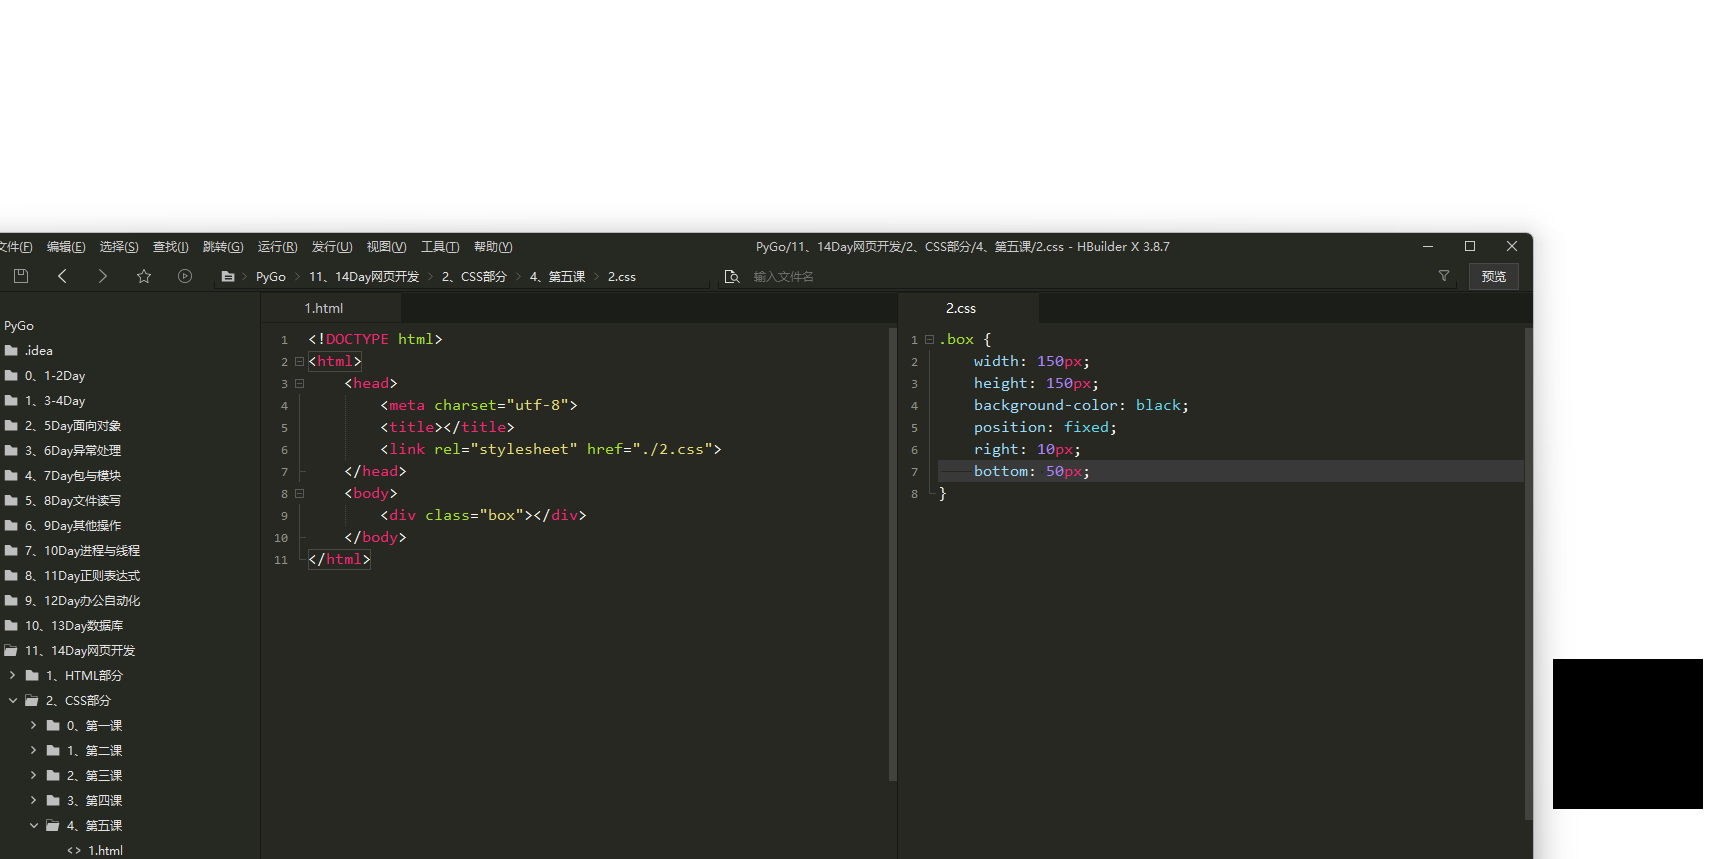 文件(F) 编辑(E) 选择(S) 查找(I) 跳转(G) 运行(R) 发行(U) 视图(V) 工具(T) 帮助(Y) PyGo/11、14Day网页开发/2、CSS部分/4、第五课/2.css - HBuilder X 3.8.7
PyGo 11、14Day网页开发 2、CSS部分 4、第五课 2.css 输入文件名 预览
PyGo
.idea
0、1-2Day
1、3-4Day
2、5Day面向对象
3、6Day异常处理
4、7Day包与模块
5、8Day文件读写
6、9Day其他操作
7、10Day进程与线程
8、11Day正则表达式
9、12Day办公自动化
10、13Day数据库
11、14Day网页开发
1、HTML部分
2、CSS部分
0、第一课
1、第二课
2、第三课
3、第四课
4、第五课
<> 1.html
1.html
1 <!DOCTYPE html>
2 <html>
3 <head>
4 <meta charset="utf-8">
5 <title></title>
6 <link rel="stylesheet" href="./2.css">
7 </head>
8 <body>
9 <div class="box"></div>
10 </body>
11 </html>
2.css
1 .box {
2 width: 150px;
3 height: 150px;
4 background-color: black;
5 position: fixed;
6 right: 10px;
7 bottom: 50px;
8 }